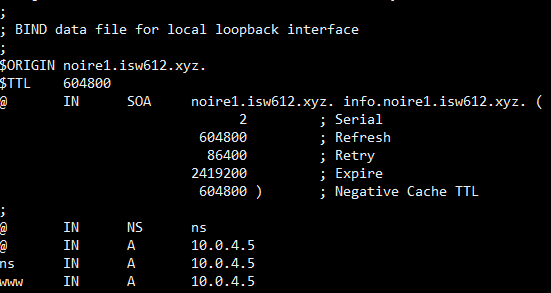 ;
; BIND data file for local loopback interface
;
$ORIGIN noire1.isw612.xyz.
$TTL    604800
@       IN      SOA     noire1.isw612.xyz. info.noire1.isw612.xyz. (
                              2         ; Serial
                         604800         ; Refresh
                          86400         ; Retry
                        2419200         ; Expire
                         604800 )       ; Negative Cache TTL
;
@       IN      NS      ns
@       IN      A       10.0.4.5
ns      IN      A       10.0.4.5
www     IN      A       10.0.4.5